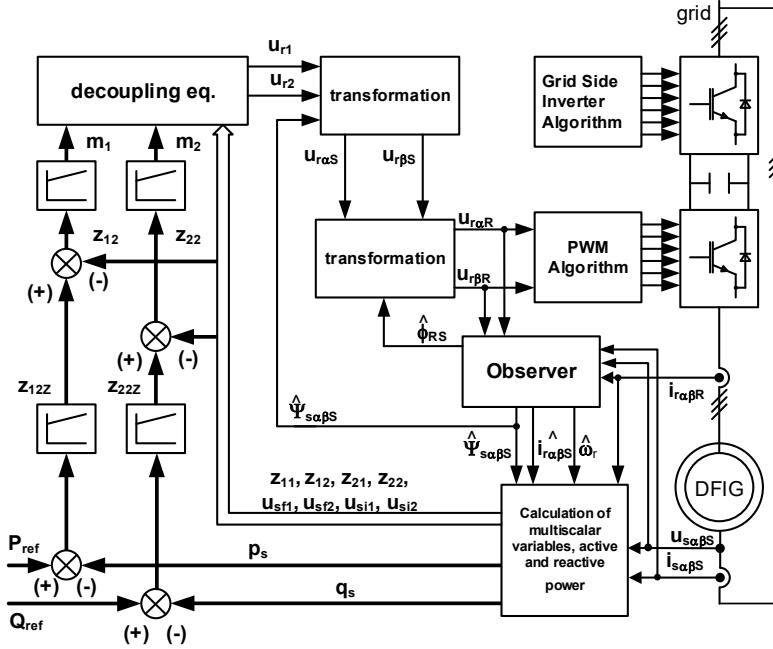 grid
u_r1
u_r2
decoupling eq.
transformation
Grid Side
Inverter
Algorithm
m_1
m_2
u_rαS
u_rβS
z_12
z_22
u_rαR
transformation
PWM
Algorithm
u_rβR
(+)
(-)
(+)
(-)
ϕ̂_RS
Observer
i_rαβR
z_12Z
z_22Z
Ψ̂_sαβS
Ψ̂_sαβS
î_rαβS
ω̂_r
DFIG
z_11, z_12, z_21, z_22,
u_sf1, u_sf2, u_si1, u_si2
Calculation of
multiscalar
variables, active
and reactive
power
u_sαβS
i_sαβS
P_ref
p_s
(+)
(-)
Q_ref
q_s
(+)
(-)